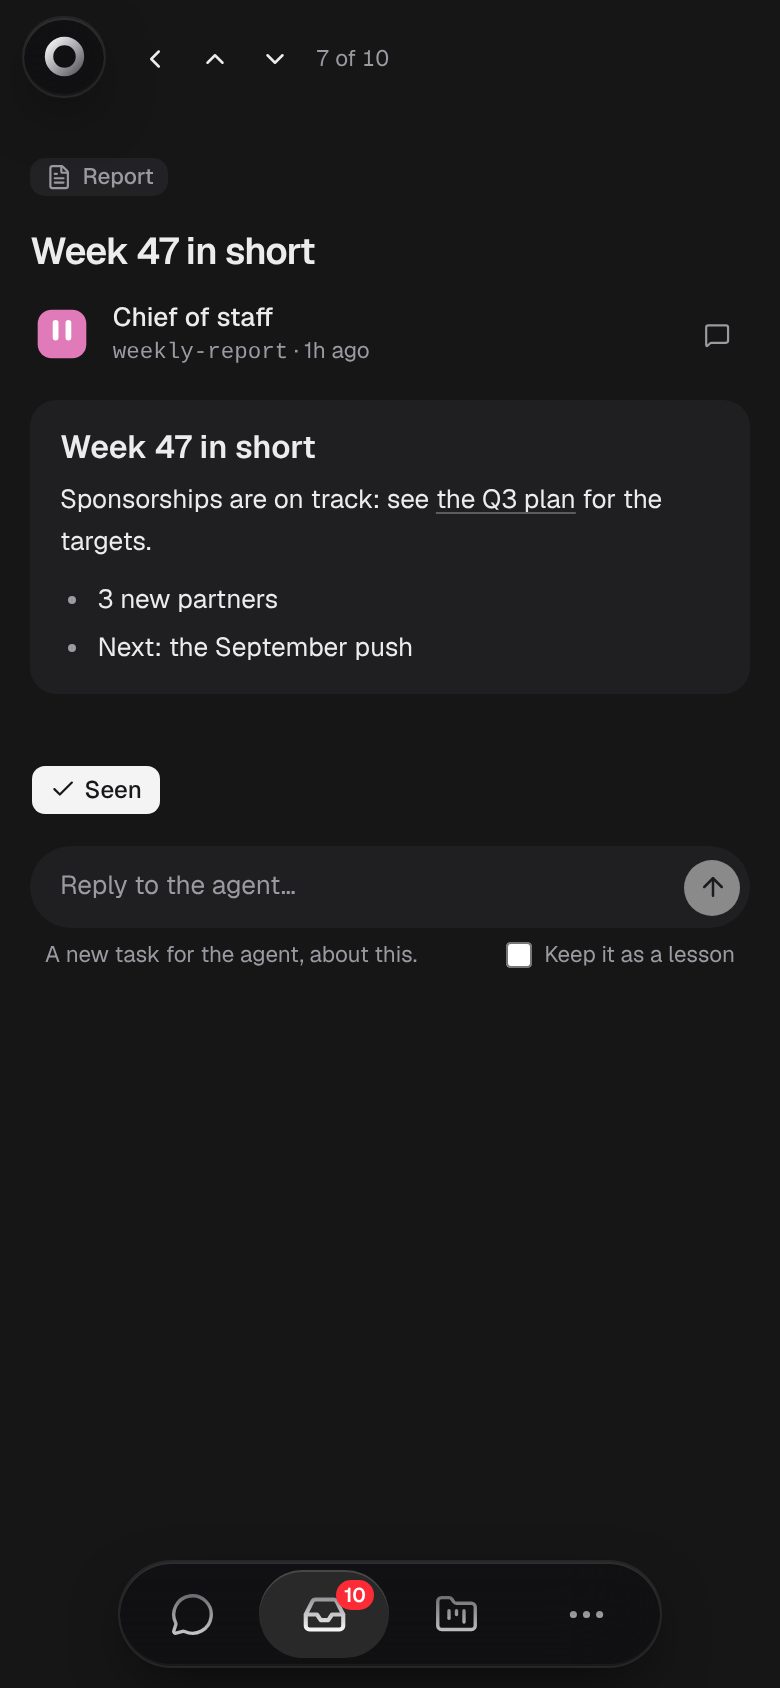 7 of 10
Report
Week 47 in short
Chief of staff
weekly-report · 1h ago
Week 47 in short
Sponsorships are on track: see the Q3 plan for the
targets.
3 new partners
Next: the September push
Seen
Reply to the agent...
A new task for the agent, about this.
Keep it as a lesson
10